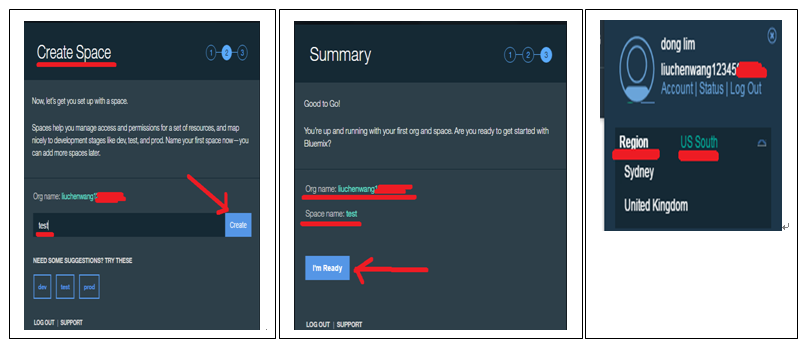 Create Space
1 2 3
Now, let's get you set up with a space.
Spaces help you manage access and permissions for a set of resources, and map
nicely to development stages like dev, test, and prod. Name your first space now—you
can add more spaces later.
Org name: liuchenwang1
test
Create
NEED SOME SUGGESTIONS? TRY THESE
dev test prod
LOG OUT | SUPPORT
Summary
1 2 3
Good to Go!
You're up and running with your first org and space. Are you ready to get started with
Bluemix?
Org name: liuchenwang1
Space name: test
I'm Ready
LOG OUT | SUPPORT
dong lim
liuchenwang12345
Account | Status | Log Out
Region US South
Sydney
United Kingdom